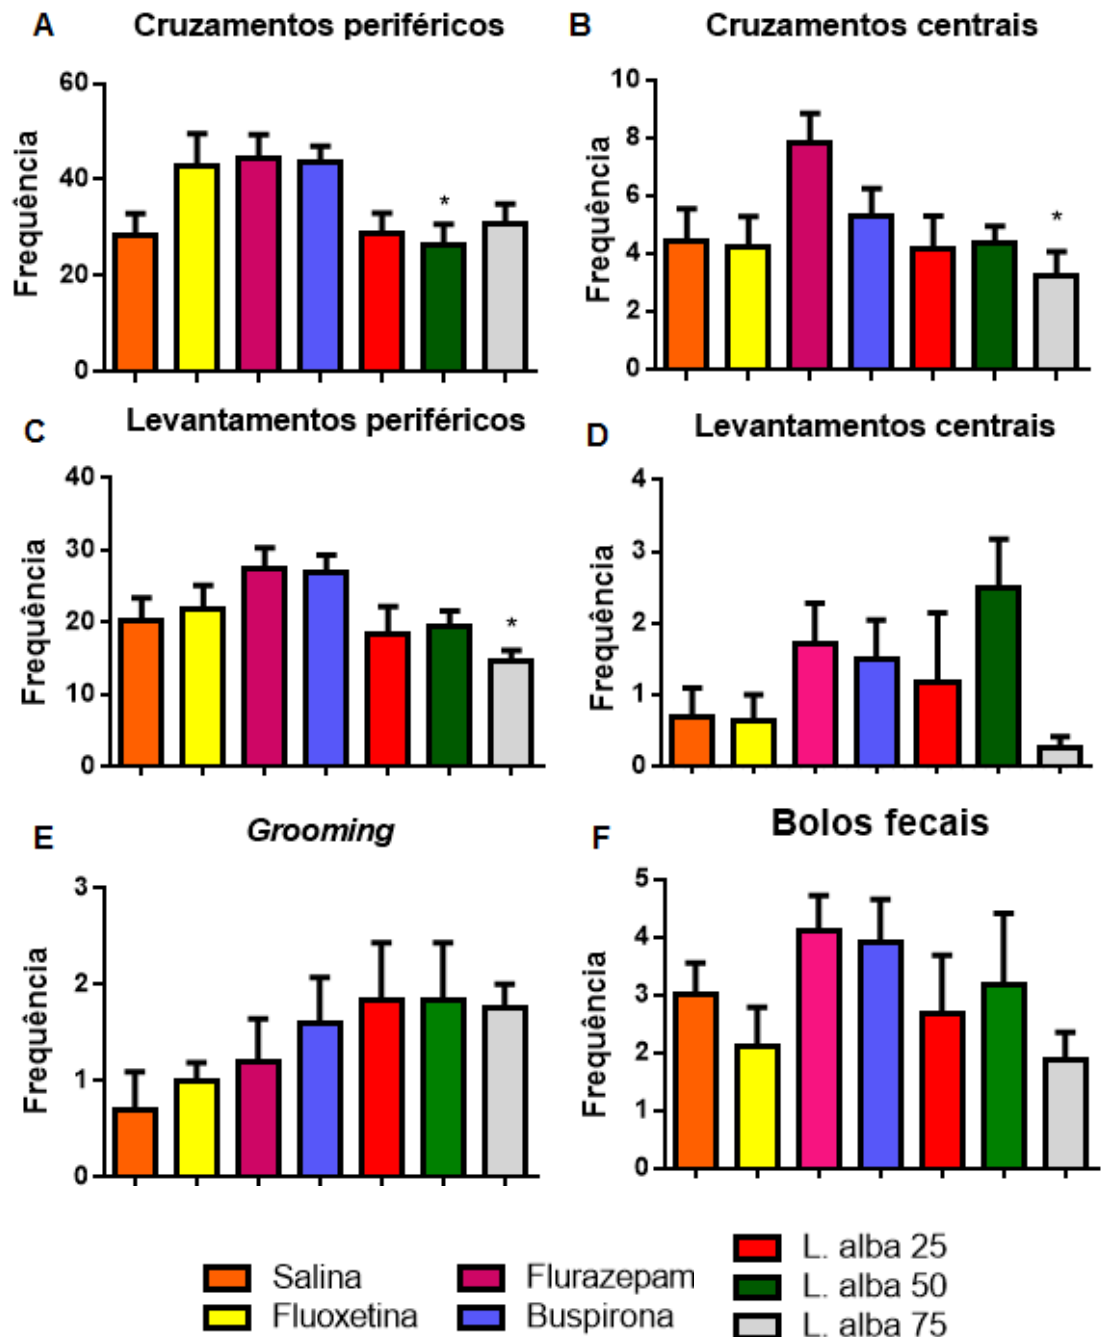 A Cruzamentos periféricos
Frequência
60
40
20
0
*
B Cruzamentos centrais
Frequência
10
8
6
4
2
0
*
C Levantamentos periféricos
Frequência
40
30
20
10
0
*
D Levantamentos centrais
Frequência
4
3
2
1
0
E Grooming
Frequência
3
2
1
0
F Bolos fecais
Frequência
5
4
3
2
1
0
Salina
Fluoxetina
Flurazepam
Buspirona
L. alba 25
L. alba 50
L. alba 75